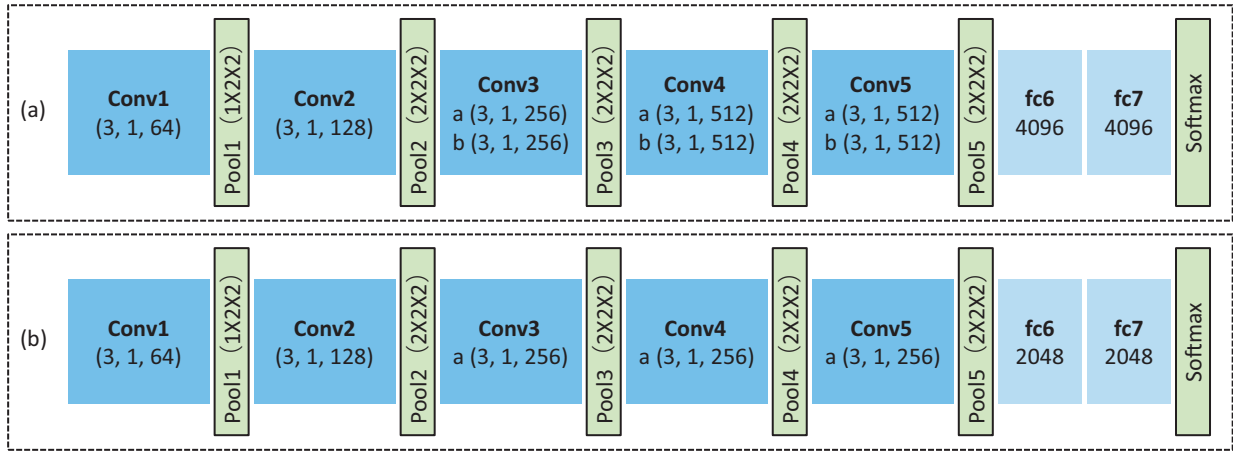 (a)
Conv1
(3, 1, 64)
Pool1（1X2X2）
Conv2
(3, 1, 128)
Pool2（2X2X2）
Conv3
a (3, 1, 256)
b (3, 1, 256)
Pool3（2X2X2）
Conv4
a (3, 1, 512)
b (3, 1, 512)
Pool4（2X2X2）
Conv5
a (3, 1, 512)
b (3, 1, 512)
Pool5（2X2X2）
fc6
4096
fc7
4096
Softmax
(b)
Conv1
(3, 1, 64)
Pool1（1X2X2）
Conv2
(3, 1, 128)
Pool2（2X2X2）
Conv3
a (3, 1, 256)
Pool3（2X2X2）
Conv4
a (3, 1, 256)
Pool4（2X2X2）
Conv5
a (3, 1, 256)
Pool5（2X2X2）
fc6
2048
fc7
2048
Softmax